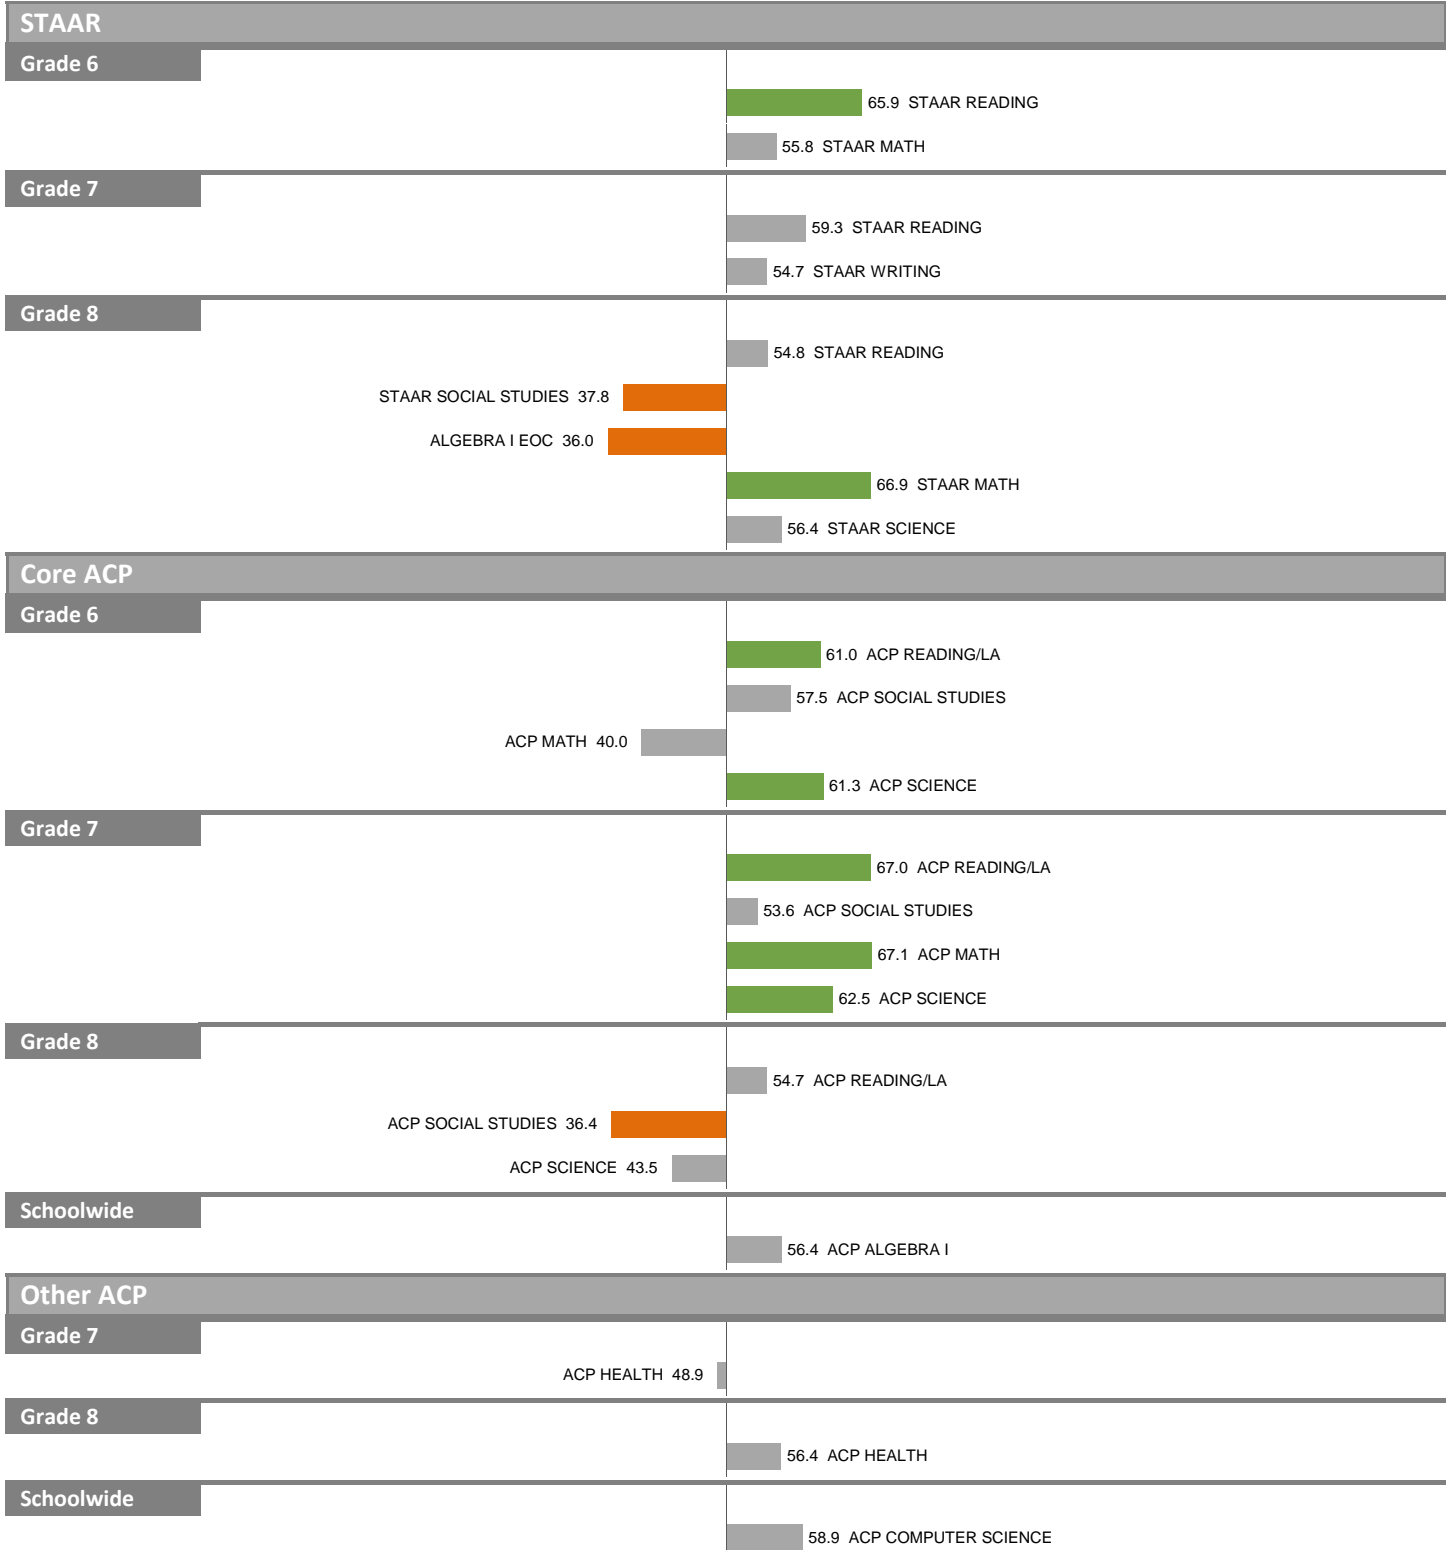 STAAR
Grade 6
65.9 STAAR READING
55.8 STAAR MATH
Grade 7
59.3 STAAR READING
54.7 STAAR WRITING
Grade 8
54.8 STAAR READING
STAAR SOCIAL STUDIES 37.8
ALGEBRA I EOC 36.0
66.9 STAAR MATH
56.4 STAAR SCIENCE
Core ACP
Grade 6
61.0 ACP READING/LA
57.5 ACP SOCIAL STUDIES
ACP MATH 40.0
61.3 ACP SCIENCE
Grade 7
67.0 ACP READING/LA
53.6 ACP SOCIAL STUDIES
67.1 ACP MATH
62.5 ACP SCIENCE
Grade 8
54.7 ACP READING/LA
ACP SOCIAL STUDIES 36.4
ACP SCIENCE 43.5
Schoolwide
56.4 ACP ALGEBRA I
Other ACP
Grade 7
ACP HEALTH 48.9
Grade 8
56.4 ACP HEALTH
Schoolwide
58.9 ACP COMPUTER SCIENCE